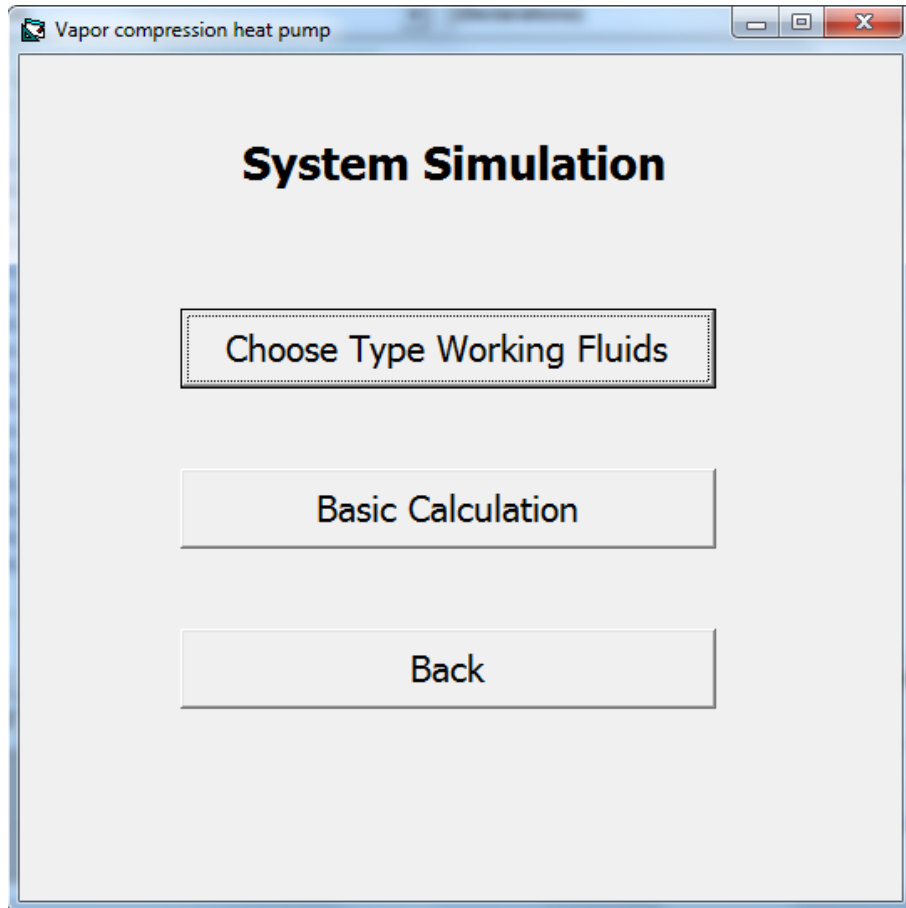 Vapor compression heat pump
System Simulation
Choose Type Working Fluids
Basic Calculation
Back